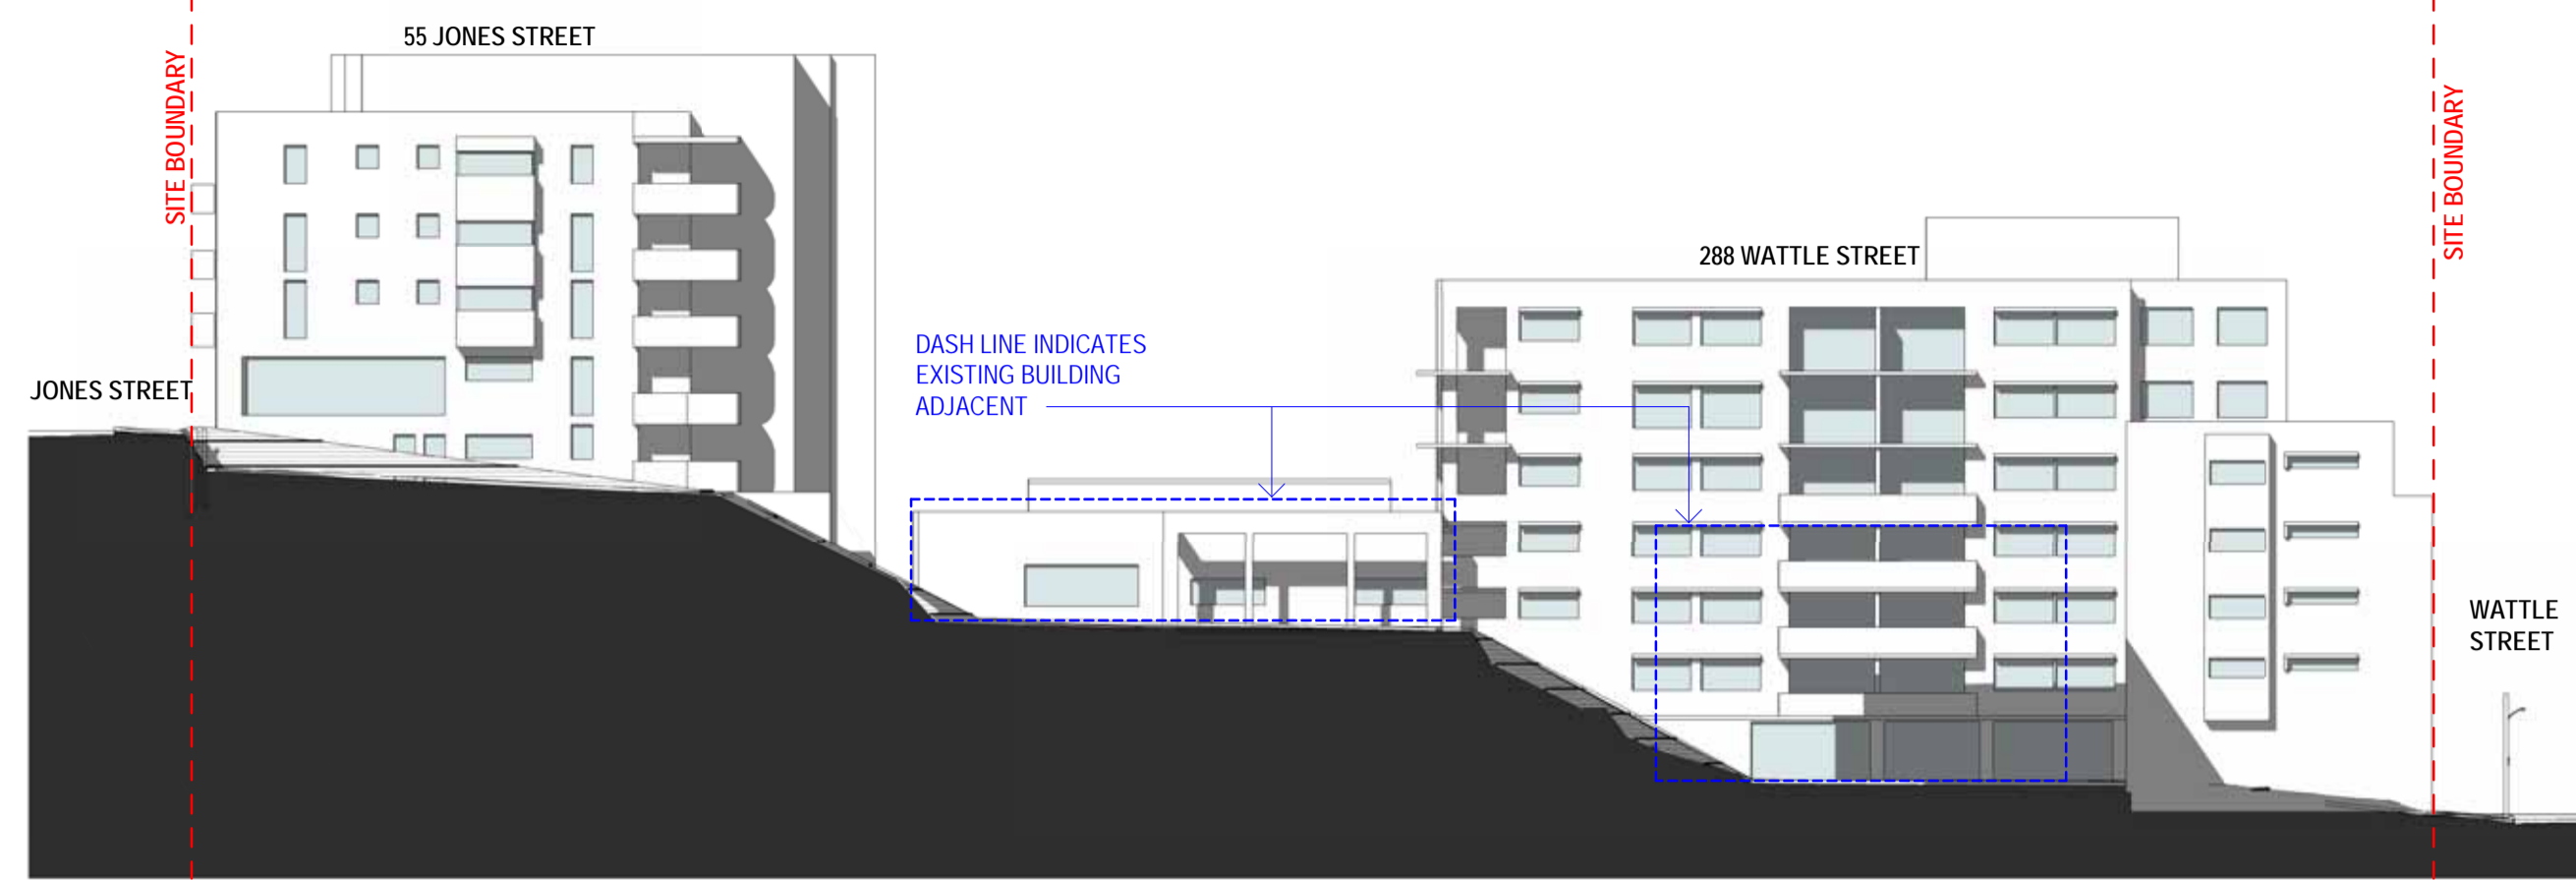 55 JONES STREET
SITE BOUNDARY
SITE BOUNDARY
288 WATTLE STREET
DASH LINE INDICATES
EXISTING BUILDING
ADJACENT
JONES STREET
WATTLE
STREET